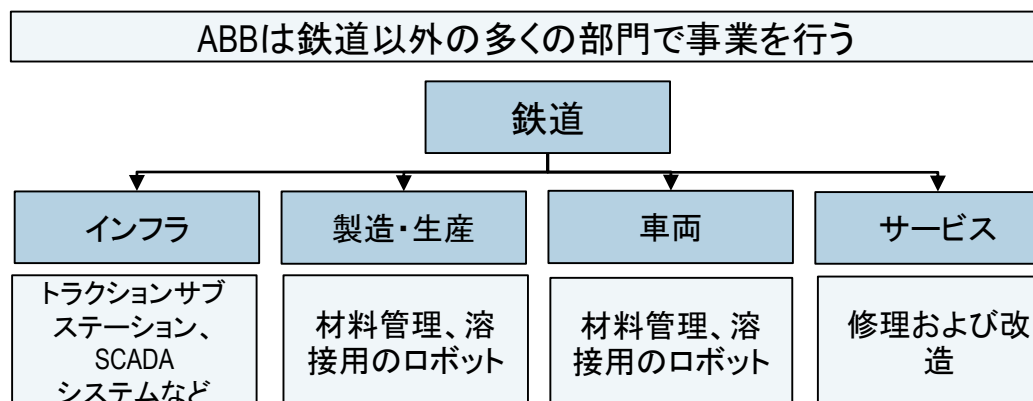 ABBは鉄道以外の多くの部門で事業を行う
鉄道
インフラ
製造・生産
車両
サービス
トラクションサブ
ステーション、
SCADA
システムなど
材料管理、溶
接用のロボット
材料管理、溶
接用のロボット
修理および改
造